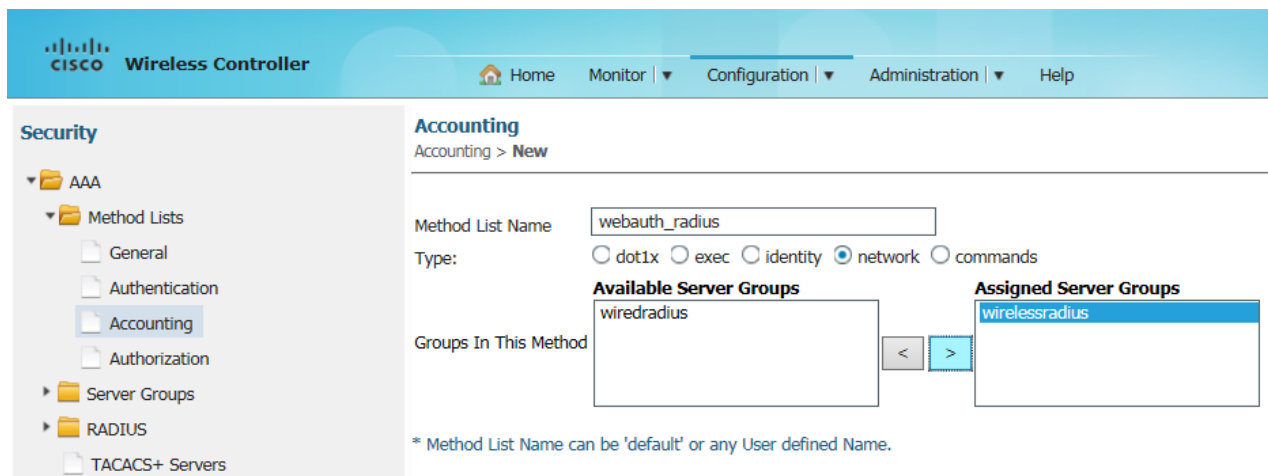 CISCO Wireless Controller
Home Monitor Configuration Administration Help
Security
AAA
Method Lists
General
Authentication
Accounting
Authorization
Server Groups
RADIUS
TACACS+ Servers
Accounting
Accounting > New
Method List Name webauth_radius
Type: dot1x exec identity network commands
Available Server Groups Assigned Server Groups
wiredradius wirelessradius
Groups In This Method < >
* Method List Name can be 'default' or any User defined Name.